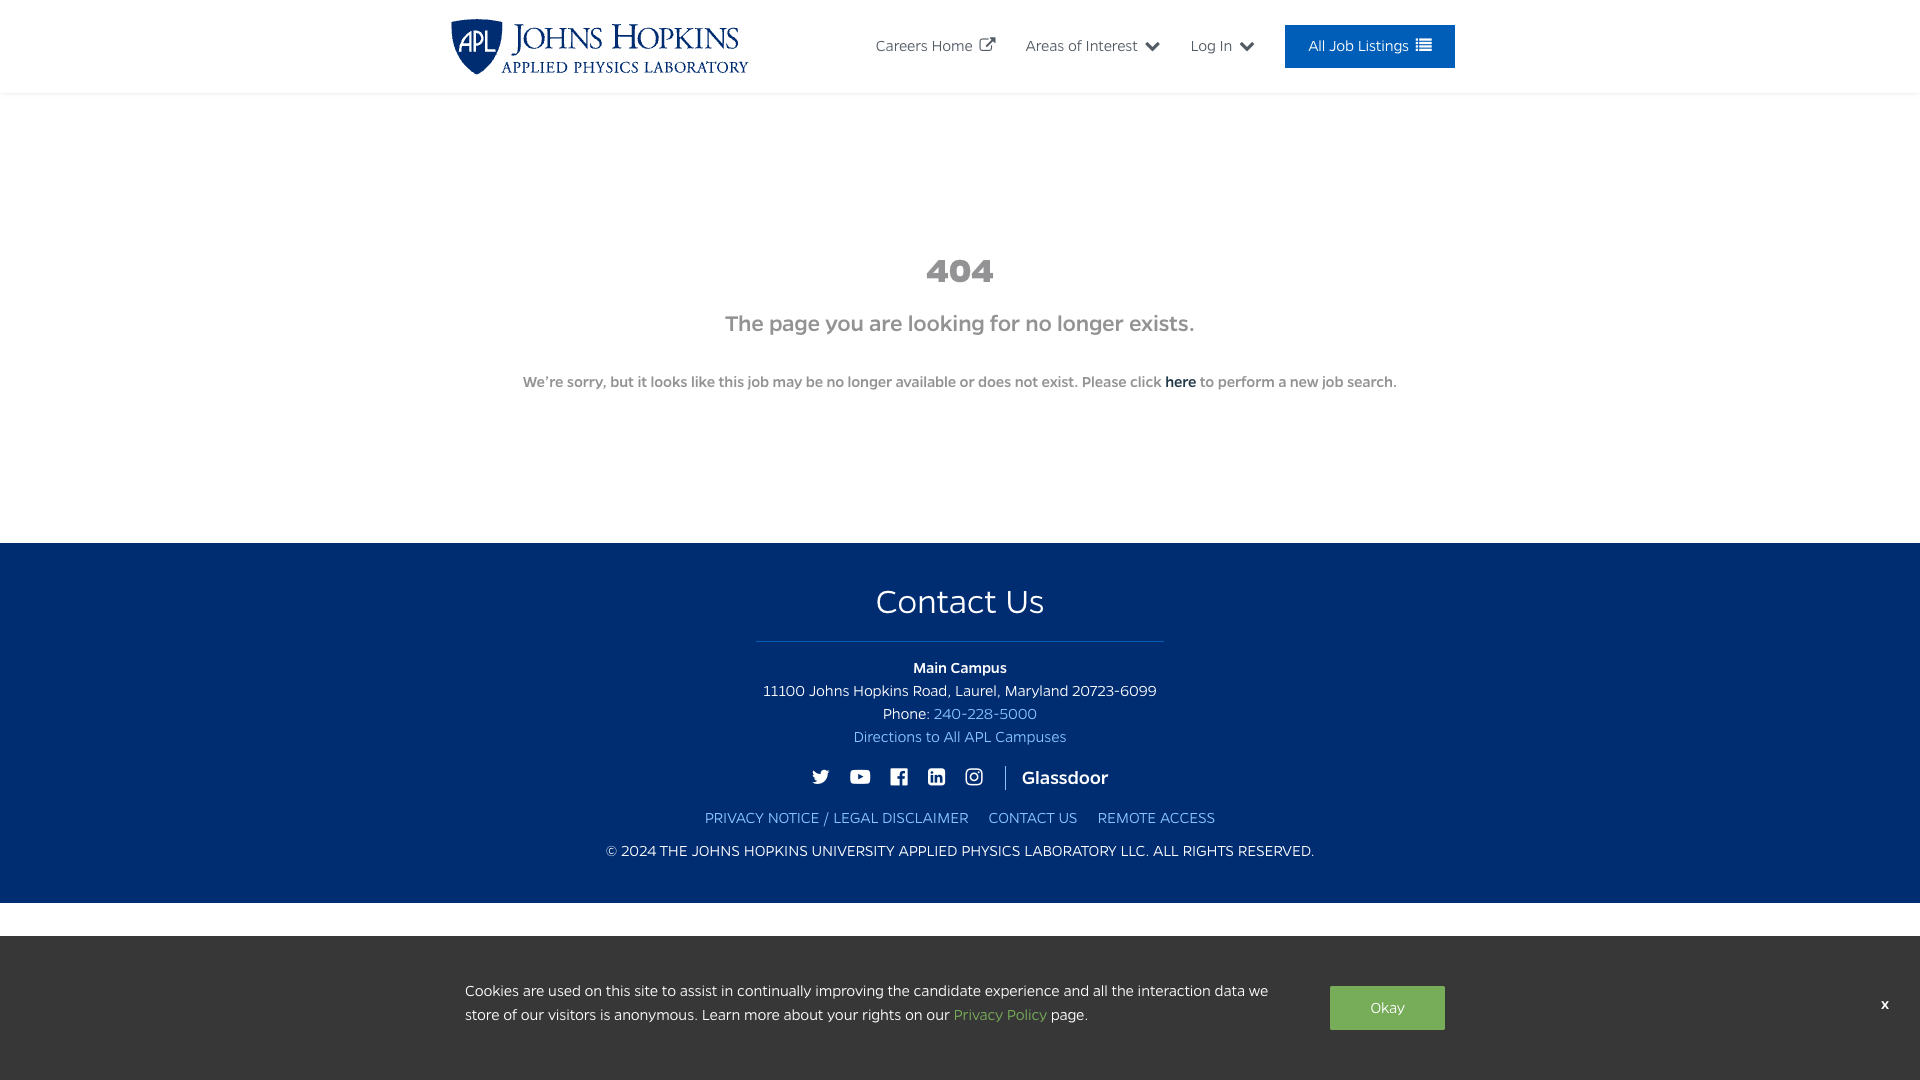 APL JOHNS HOPKINS
APPLIED PHYSICS LABORATORY
Careers Home
Areas of Interest
Log In
All Job Listings
404
The page you are looking for no longer exists.
We’re sorry, but it looks like this job may be no longer available or does not exist. Please click here to perform a new job search.
Contact Us
Main Campus
11100 Johns Hopkins Road, Laurel, Maryland 20723-6099
Phone: 240-228-5000
Directions to All APL Campuses
Glassdoor
PRIVACY NOTICE / LEGAL DISCLAIMER CONTACT US REMOTE ACCESS
© 2024 THE JOHNS HOPKINS UNIVERSITY APPLIED PHYSICS LABORATORY LLC. ALL RIGHTS RESERVED.
Cookies are used on this site to assist in continually improving the candidate experience and all the interaction data we
store of our visitors is anonymous. Learn more about your rights on our Privacy Policy page.
Okay
x